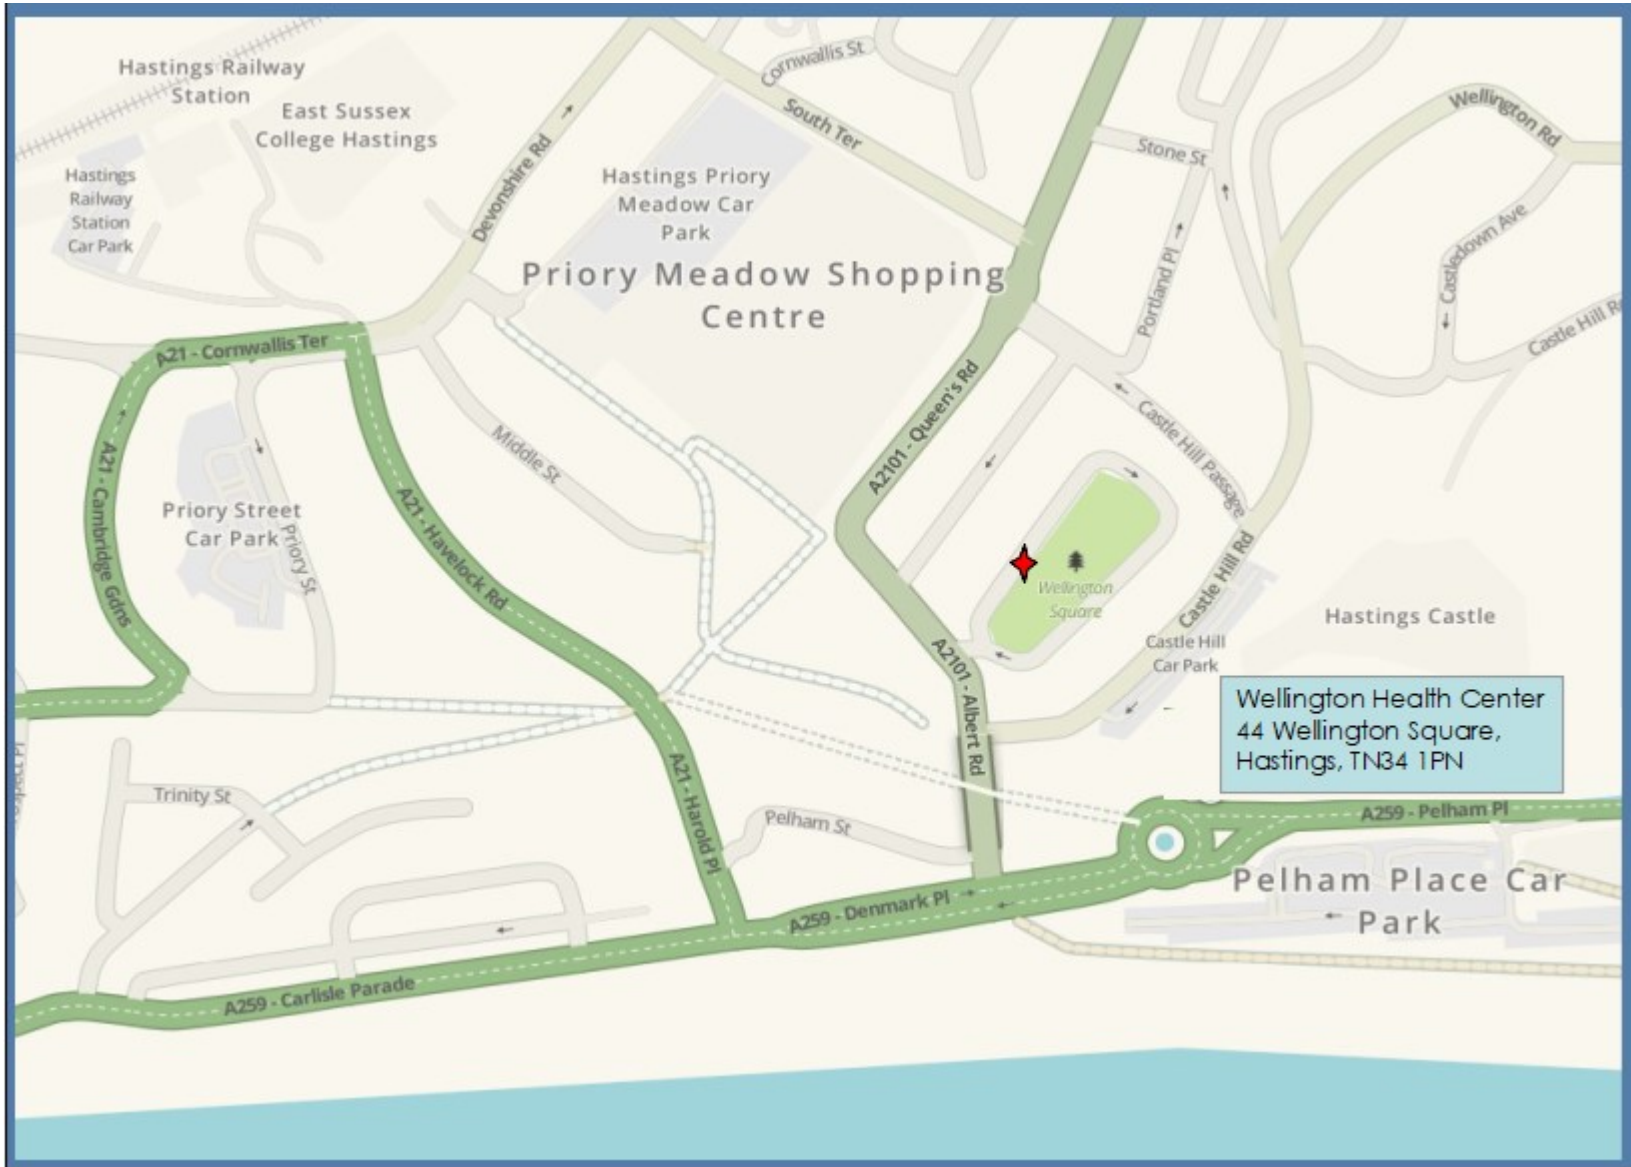 Hastings Railway
Station
East Sussex
College Hastings
Hastings
Railway
Station
Car Park
Devonshire Rd
Cornwallis St
South Ter
Hastings Priory
Meadow Car
Park
Priory Meadow Shopping
Centre
Stone St
Wellington Rd
Portland Pl
Castledown Ave
Castle Hill Rd
A21 - Cornwallis Ter
A21 - Cambridge Gdns
Priory Street
Car Park
Priory St
A21 - Havelock Rd
Middle St
A2101 - Queen's Rd
Castle Hill Passage
Wellington
Square
Castle Hill Rd
Castle Hill
Car Park
Hastings Castle
A2101 - Albert Rd
Wellington Health Center
44 Wellington Square,
Hastings, TN34 1PN
Trinity St
A21 - Harold Pl
Pelham St
A259 - Pelham Pl
Pelham Place Car
Park
A259 - Denmark Pl
A259 - Carlisle Parade